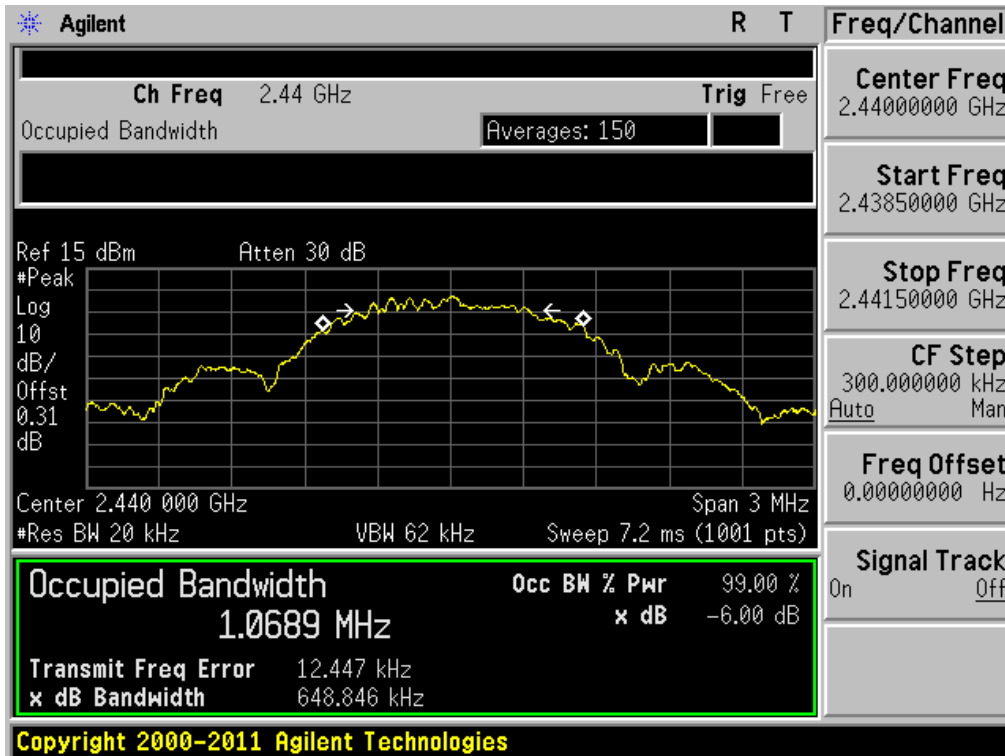 Agilent R T
Ch Freq 2.44 GHz Trig Free
Occupied Bandwidth Averages: 150
Ref 15 dBm Atten 30 dB
#Peak
Log
10
dB/
Offst
0.31
dB
Center 2.440 000 GHz Span 3 MHz
#Res BW 20 kHz VBW 62 kHz Sweep 7.2 ms (1001 pts)
Occupied Bandwidth Occ BW % Pwr 99.00 %
1.0689 MHz x dB -6.00 dB
Transmit Freq Error 12.447 kHz
x dB Bandwidth 648.846 kHz
Copyright 2000-2011 Agilent Technologies
Freq/Channel
Center Freq
2.44000000 GHz
Start Freq
2.43850000 GHz
Stop Freq
2.44150000 GHz
CF Step
300.000000 kHz
Auto Man
Freq Offset
0.00000000 Hz
Signal Track
On Off